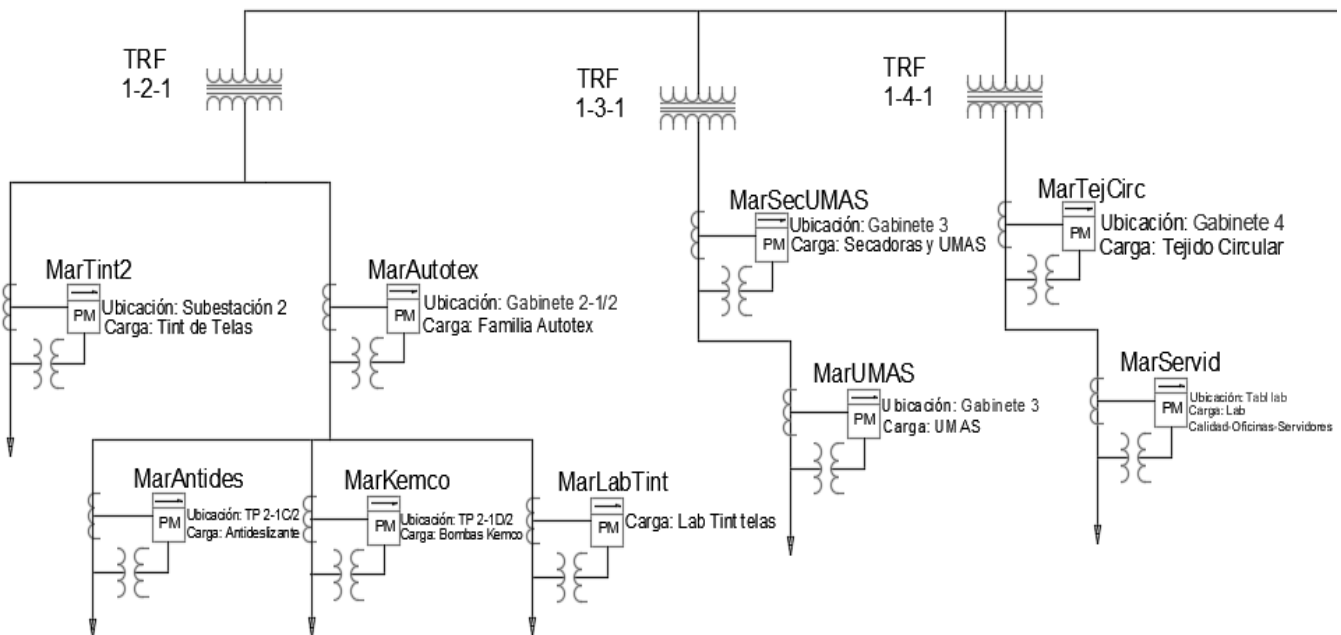 TRF
1-2-1
TRF
1-3-1
TRF
1-4-1
MarTint2
PM
Ubicación: Subestación 2
Carga: Tint de Telas
MarAutotex
PM
Ubicación: Gabinete 2-1/2
Carga: Familia Autotex
MarSecUMAS
PM
Ubicación: Gabinete 3
Carga: Secadoras y UMAS
MarTejCirc
PM
Ubicación: Gabinete 4
Carga: Tejido Circular
MarUMAS
PM
Ubicación: Gabinete 3
Carga: UMAS
MarServid
PM
Ubicación: Tabl lab
Carga: Lab
Calidad-Oficinas-Servidores
MarAntides
PM
Ubicación: TP 2-1C/2
Carga: Antideslizante
MarKemco
PM
Ubicación: TP 2-1D/2
Carga: Bombas Kemco
MarLabTint
PM
Carga: Lab Tint telas